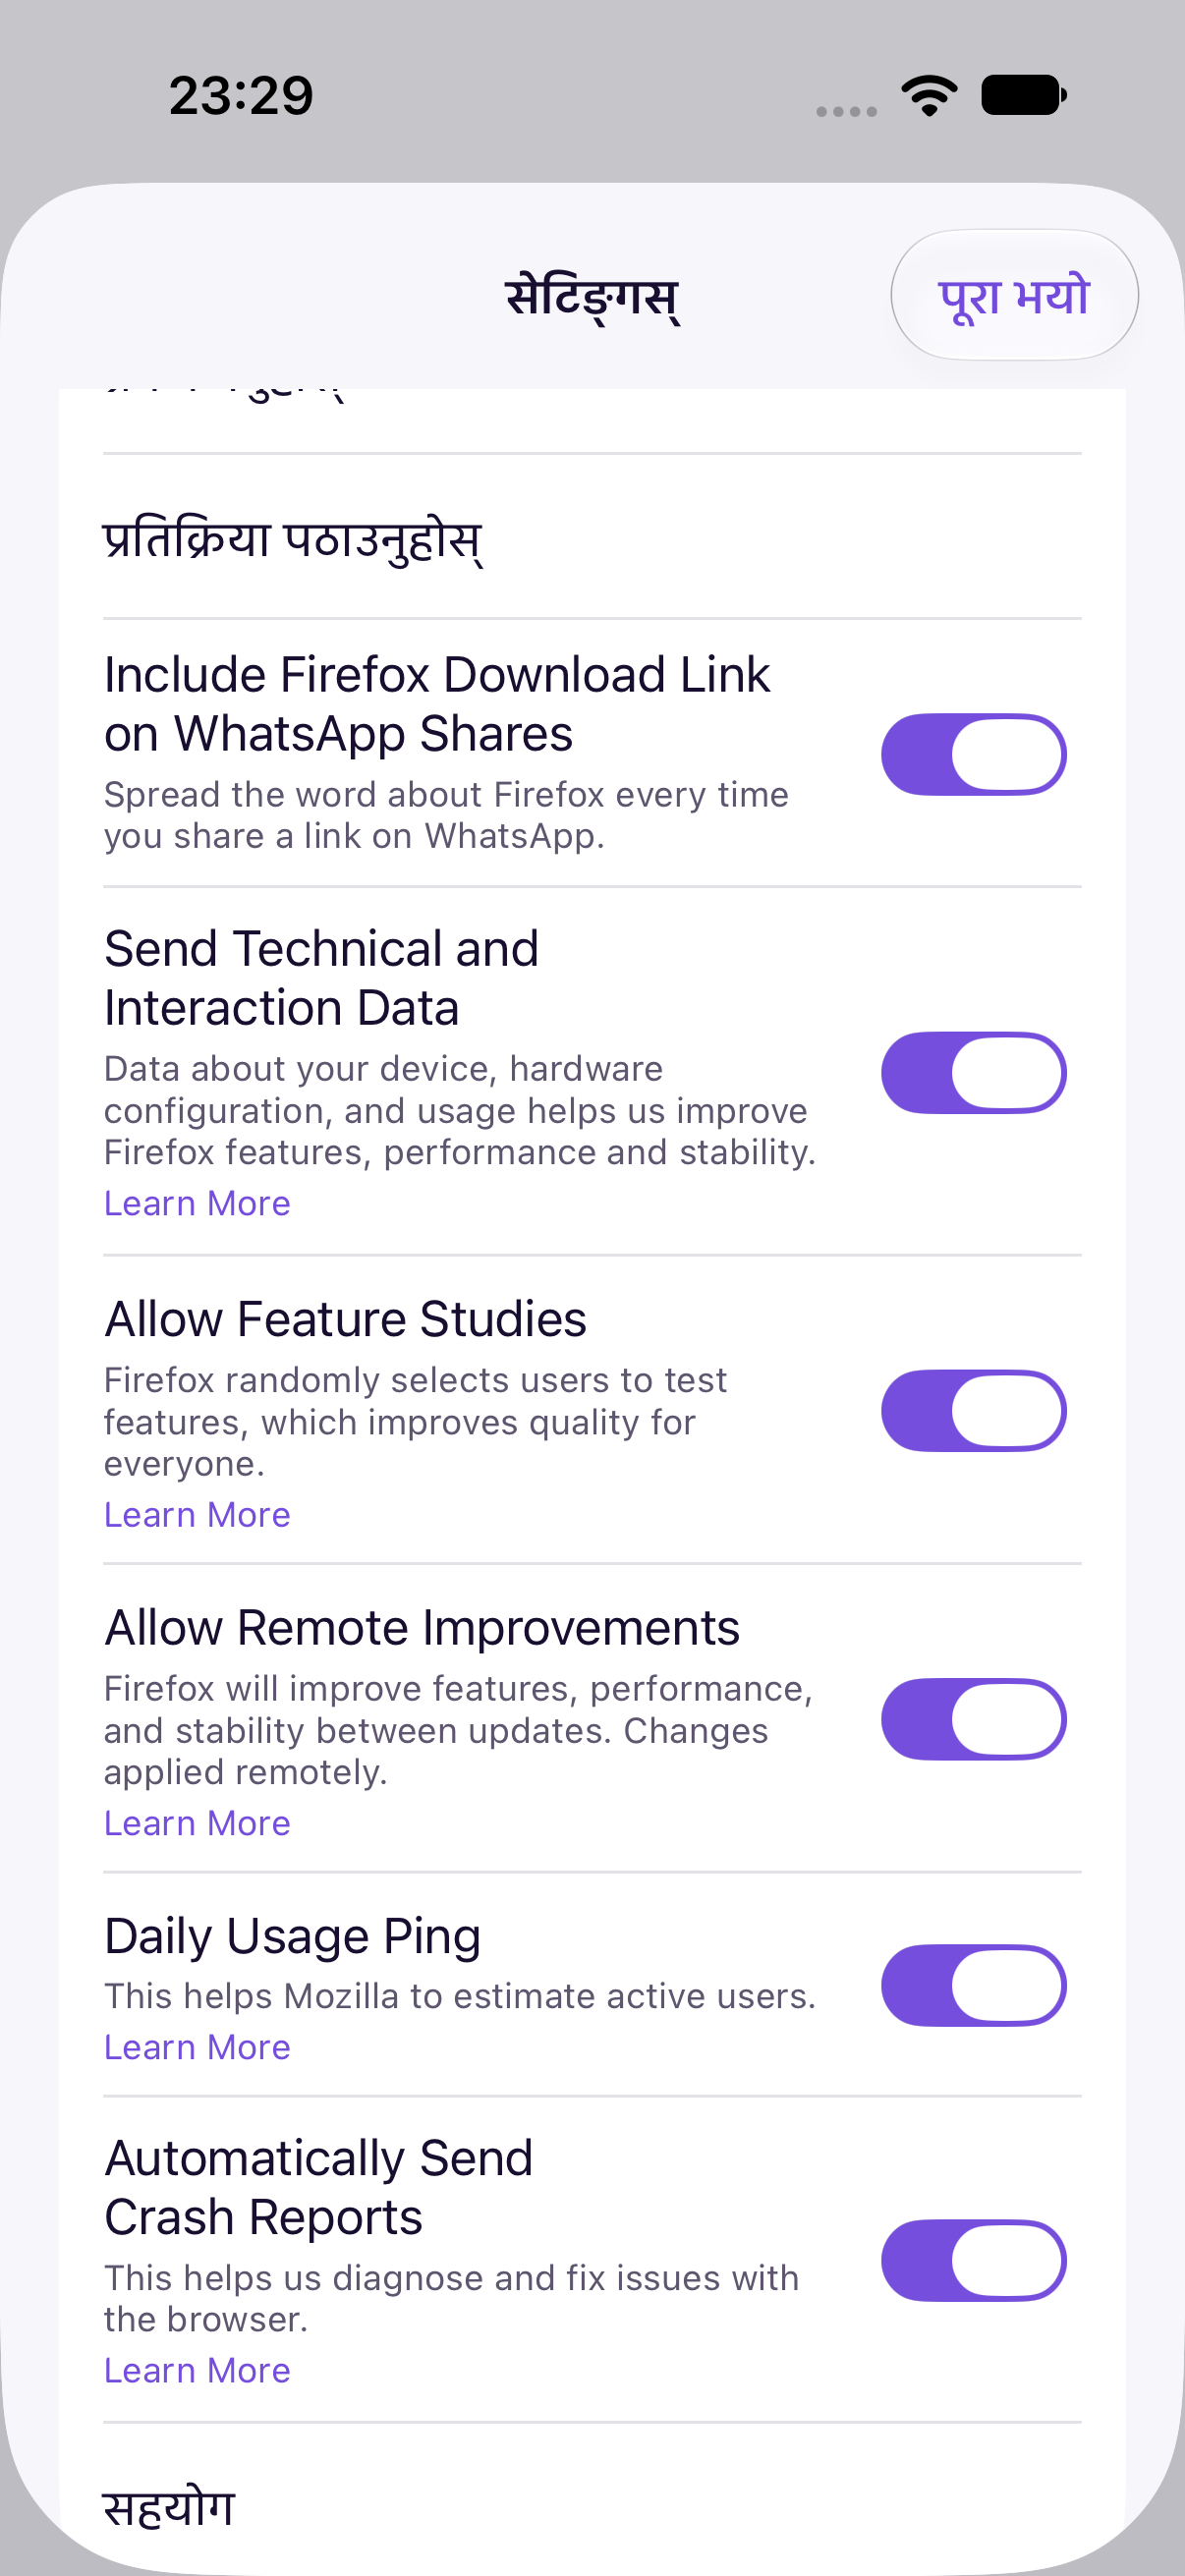 23:29
सेटिङ्गस्
पूरा भयो
प्रतिक्रिया पठाउनुहोस्
Include Firefox Download Link
on WhatsApp Shares
Spread the word about Firefox every time
you share a link on WhatsApp.
Send Technical and
Interaction Data
Data about your device, hardware
configuration, and usage helps us improve
Firefox features, performance and stability.
Learn More
Allow Feature Studies
Firefox randomly selects users to test
features, which improves quality for
everyone.
Learn More
Allow Remote Improvements
Firefox will improve features, performance,
and stability between updates. Changes
applied remotely.
Learn More
Daily Usage Ping
This helps Mozilla to estimate active users.
Learn More
Automatically Send
Crash Reports
This helps us diagnose and fix issues with
the browser.
Learn More
सहयोग